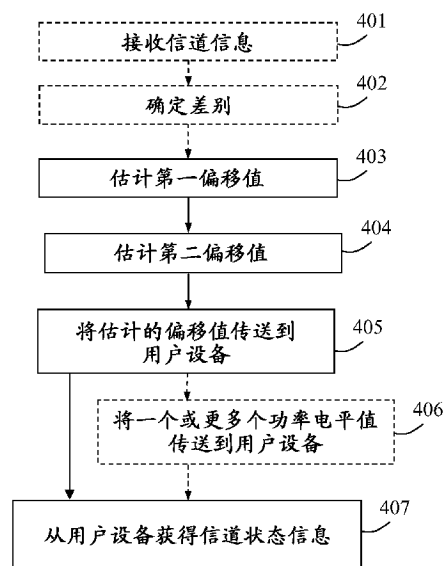 401
接收信道信息
402
确定差别
403
估计第一偏移值
404
估计第二偏移值
405
将估计的偏移值传送到
用户设备
406
将一个或更多个功率电平值
传送到用户设备
407
从用户设备获得信道状态信息